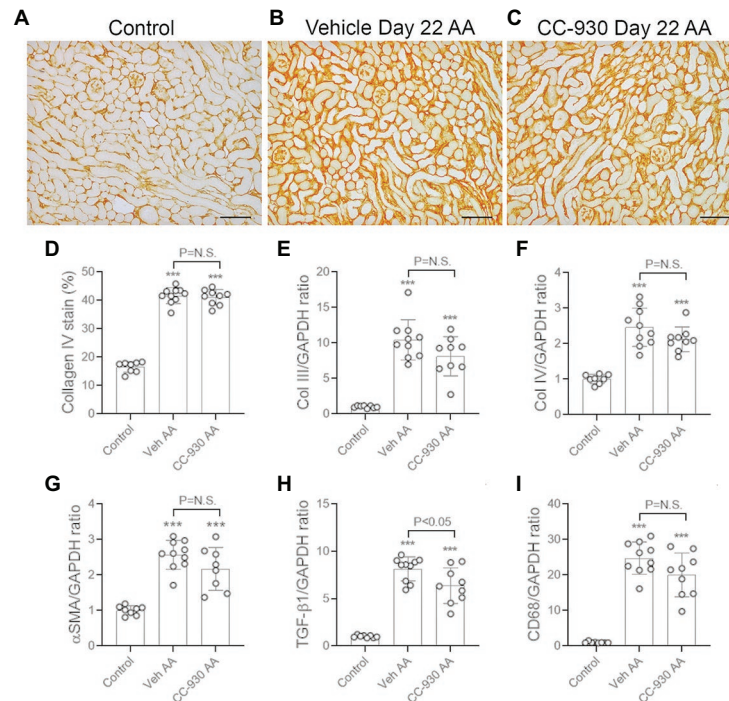 A Control
B Vehicle Day 22 AA
C CC-930 Day 22 AA
D
P=N.S.
*** ***
Collagen IV stain (%)
50
40
30
20
10
0
Control
Veh AA
CC-930 AA
E
P=N.S.
***
***
Col III/GAPDH ratio
20
15
10
5
0
Control
Veh AA
CC-930 AA
F
P=N.S.
***
***
Col IV/GAPDH ratio
4
3
2
1
0
Control
Veh AA
CC-930 AA
G
P=N.S.
*** ***
αSMA/GAPDH ratio
4
3
2
1
0
Control
Veh AA
CC-930 AA
H
P<0.05
***
***
TGF-β1/GAPDH ratio
15
10
5
0
Control
Veh AA
CC-930 AA
I
P=N.S.
***
***
CD68/GAPDH ratio
40
30
20
10
0
Control
Veh AA
CC-930 AA